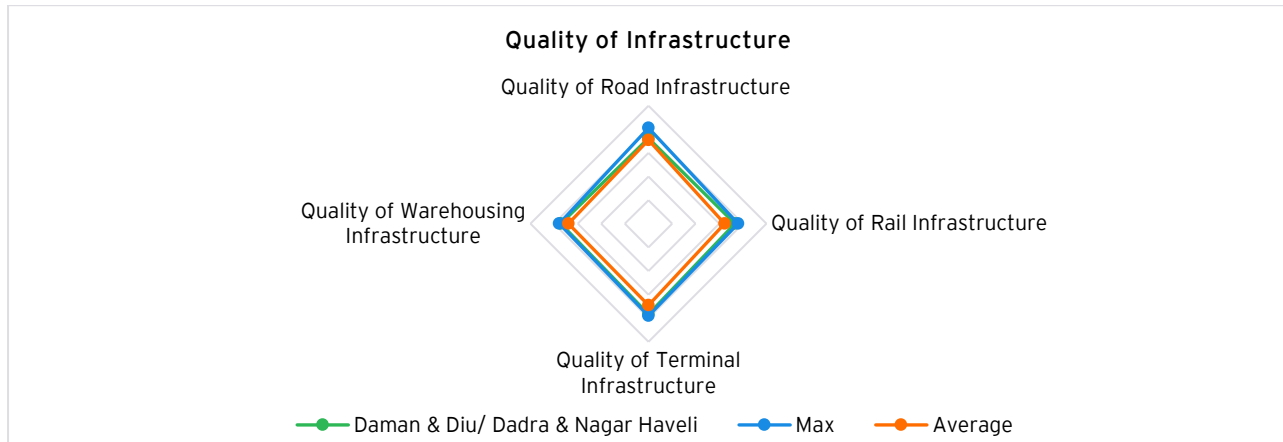 Quality of Infrastructure
Quality of Road Infrastructure
Quality of Warehousing
Infrastructure
Quality of Rail Infrastructure
Quality of Terminal
Infrastructure
Daman & Diu/ Dadra & Nagar Haveli
Max
Average